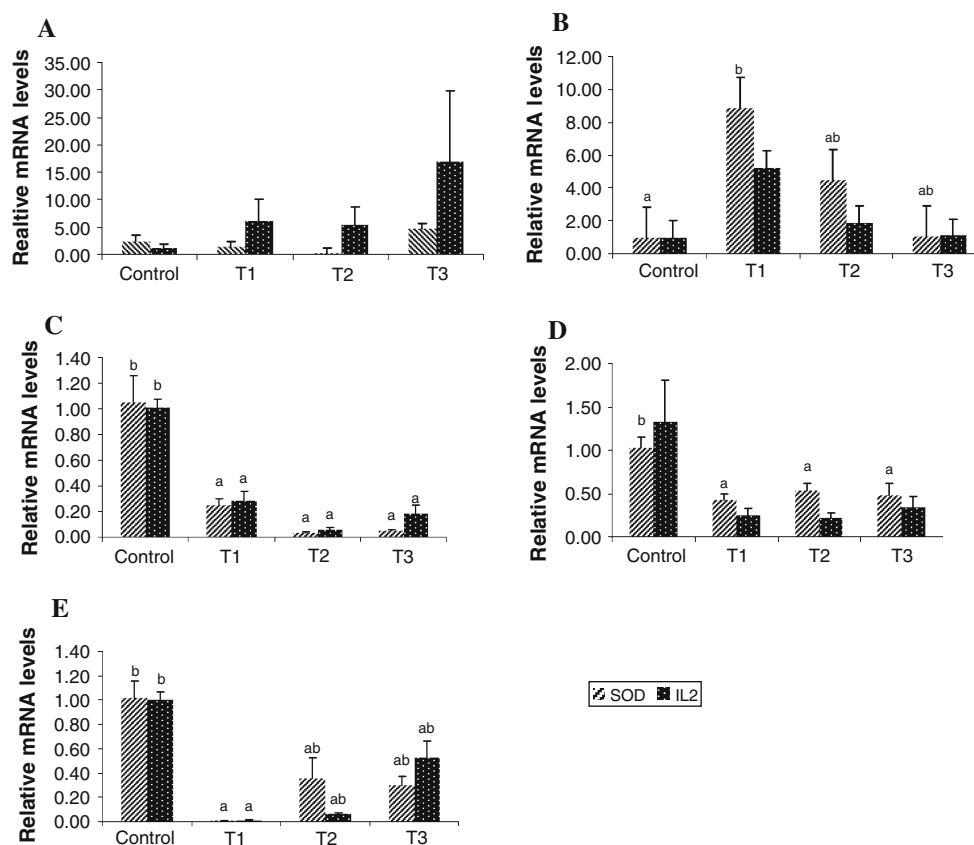 A
Realtive mRNA levels
35.00
30.00
25.00
20.00
15.00
10.00
5.00
0.00
Control T1 T2 T3
B
Relative mRNA levels
12.00
10.00
8.00
6.00
4.00
2.00
0.00
a b ab ab
Control T1 T2 T3
C
Relative mRNA levels
1.40
1.20
1.00
0.80
0.60
0.40
0.20
0.00
b b a a a a a a
Control T1 T2 T3
D
Relative mRNA levels
2.00
1.50
1.00
0.50
0.00
b a a a
Control T1 T2 T3
E
Relative mRNA levels
1.40
1.20
1.00
0.80
0.60
0.40
0.20
0.00
b b a a ab ab ab ab
Control T1 T2 T3
SOD IL2